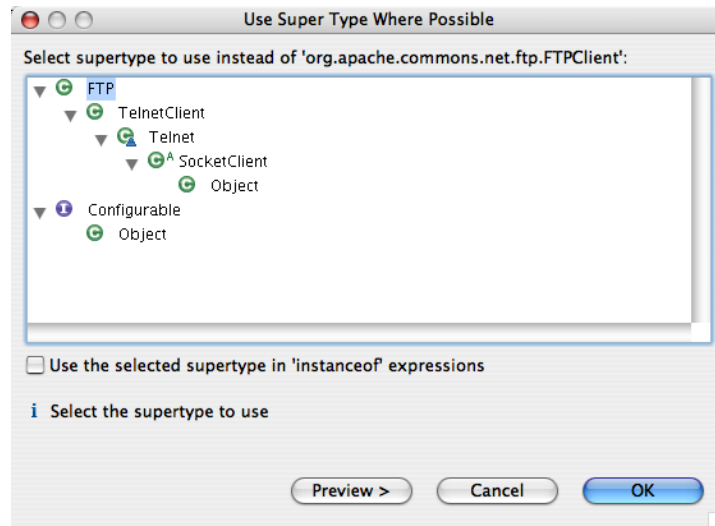 Use Super Type Where Possible
Select supertype to use instead of 'org.apache.commons.net.ftp.FTPClient':
C FTP
C TelnetClient
C Telnet
C A SocketClient
C Object
I Configurable
C Object
Use the selected supertype in 'instanceof' expressions
i Select the supertype to use
Preview > Cancel OK